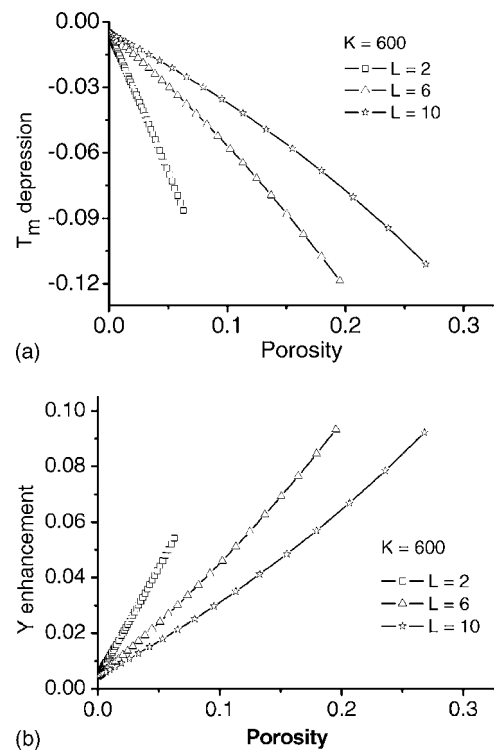 0.00
-0.03
-0.06
-0.09
-0.12
Tm depression
K = 600
L = 2
L = 6
L = 10
0.0 0.1 0.2 0.3
Porosity
(a)
0.10
0.08
0.06
0.04
0.02
0.00
Y enhancement
K = 600
L = 2
L = 6
L = 10
0.0 0.1 0.2 0.3
Porosity
(b)